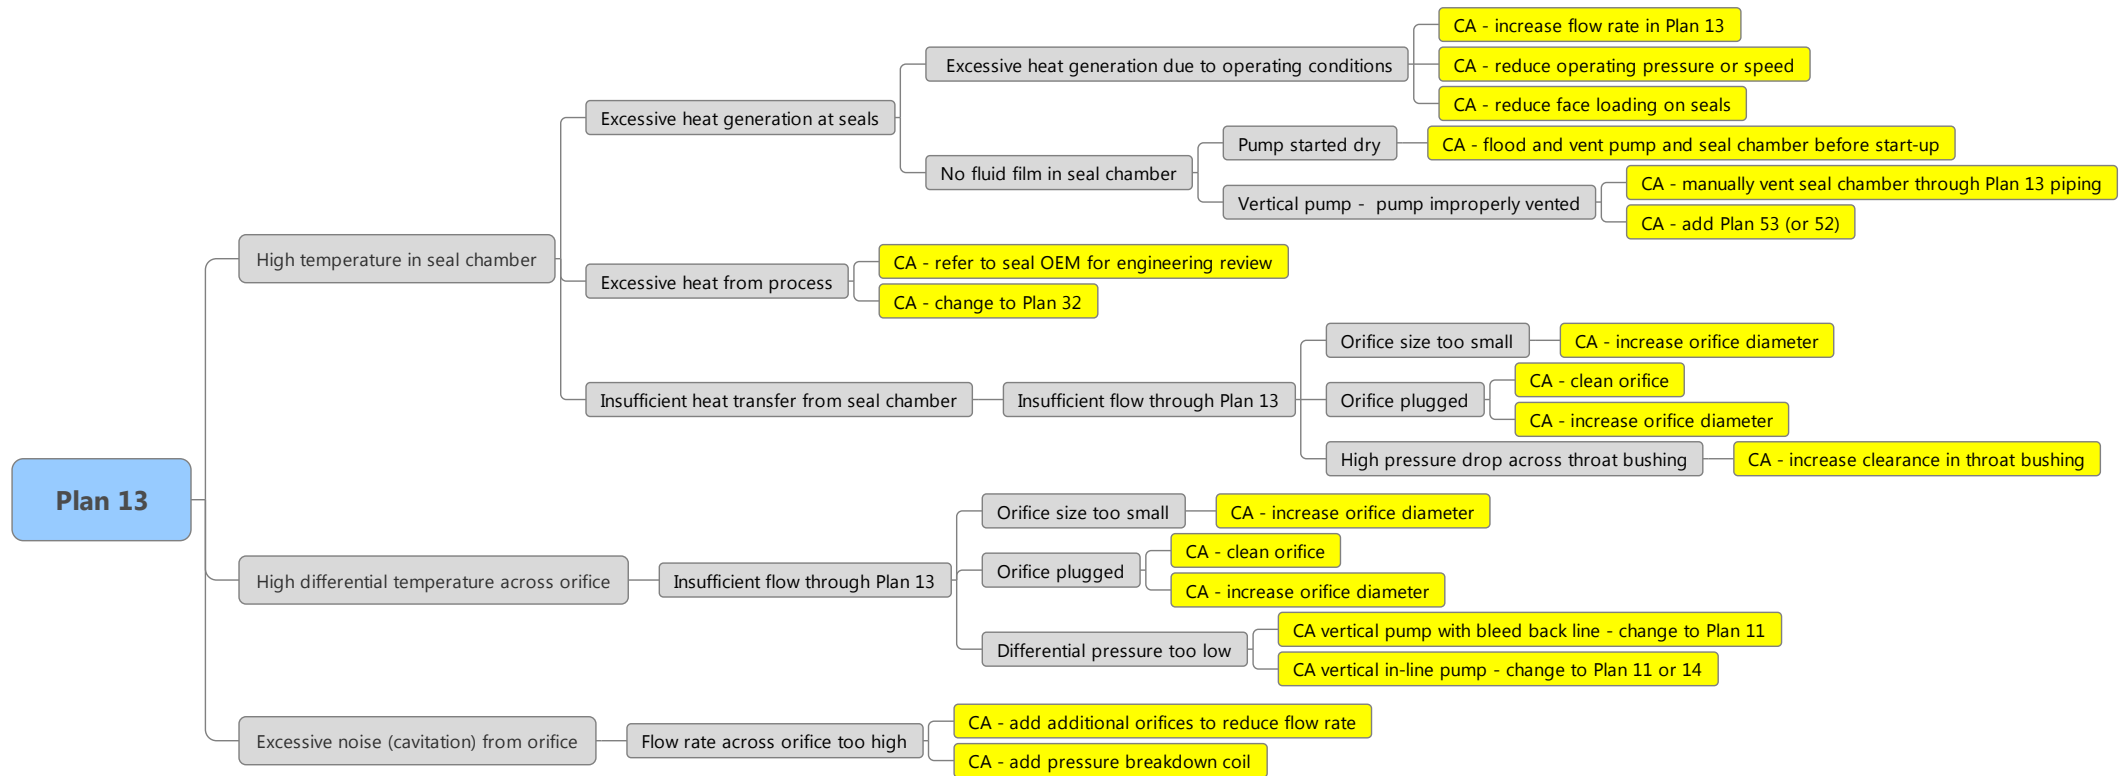 Plan 13
High temperature in seal chamber
Excessive heat generation at seals
Excessive heat generation due to operating conditions
CA - increase flow rate in Plan 13
CA - reduce operating pressure or speed
CA - reduce face loading on seals
No fluid film in seal chamber
Pump started dry
CA - flood and vent pump and seal chamber before start-up
Vertical pump - pump improperly vented
CA - manually vent seal chamber through Plan 13 piping
CA - add Plan 53 (or 52)
Excessive heat from process
CA - refer to seal OEM for engineering review
CA - change to Plan 32
Insufficient heat transfer from seal chamber
Insufficient flow through Plan 13
Orifice size too small
CA - increase orifice diameter
Orifice plugged
CA - clean orifice
CA - increase orifice diameter
High pressure drop across throat bushing
CA - increase clearance in throat bushing
High differential temperature across orifice
Insufficient flow through Plan 13
Orifice size too small
CA - increase orifice diameter
Orifice plugged
CA - clean orifice
CA - increase orifice diameter
Differential pressure too low
CA vertical pump with bleed back line - change to Plan 11
CA vertical in-line pump - change to Plan 11 or 14
Excessive noise (cavitation) from orifice
Flow rate across orifice too high
CA - add additional orifices to reduce flow rate
CA - add pressure breakdown coil